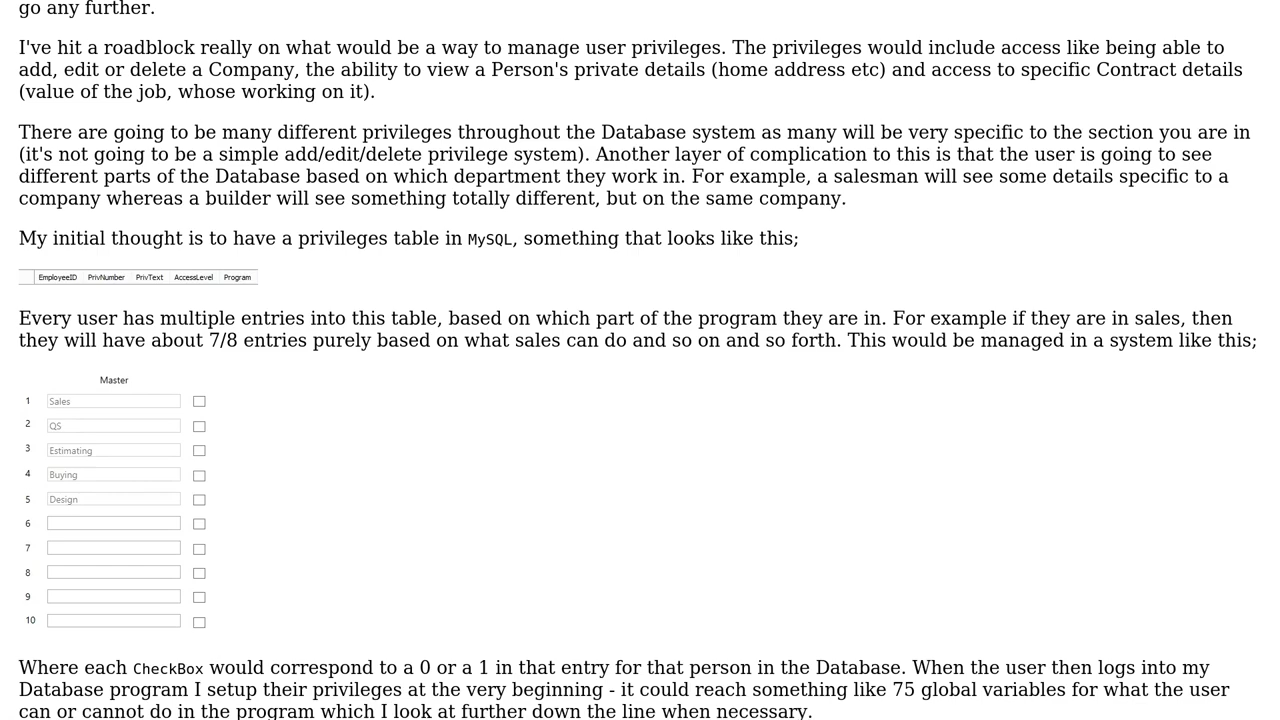 go any further.
I've hit a roadblock really on what would be a way to manage user privileges. The privileges would include access like being able to
add, edit or delete a Company, the ability to view a Person's private details (home address etc) and access to specific Contract details
(value of the job, whose working on it).
There are going to be many different privileges throughout the Database system as many will be very specific to the section you are in
(it's not going to be a simple add/edit/delete privilege system). Another layer of complication to this is that the user is going to see
different parts of the Database based on which department they work in. For example, a salesman will see some details specific to a
company whereas a builder will see something totally different, but on the same company.
My initial thought is to have a privileges table in MySQL, something that looks like this;
EmployeeID PrivNumber PrivText AccessLevel Program
Every user has multiple entries into this table, based on which part of the program they are in. For example if they are in sales, then
they will have about 7/8 entries purely based on what sales can do and so on and so forth. This would be managed in a system like this;
Master
1 Sales
2 QS
3 Estimating
4 Buying
5 Design
6
7
8
9
10
Where each CheckBox would correspond to a 0 or a 1 in that entry for that person in the Database. When the user then logs into my
Database program I setup their privileges at the very beginning - it could reach something like 75 global variables for what the user
can or cannot do in the program which I look at further down the line when necessary.